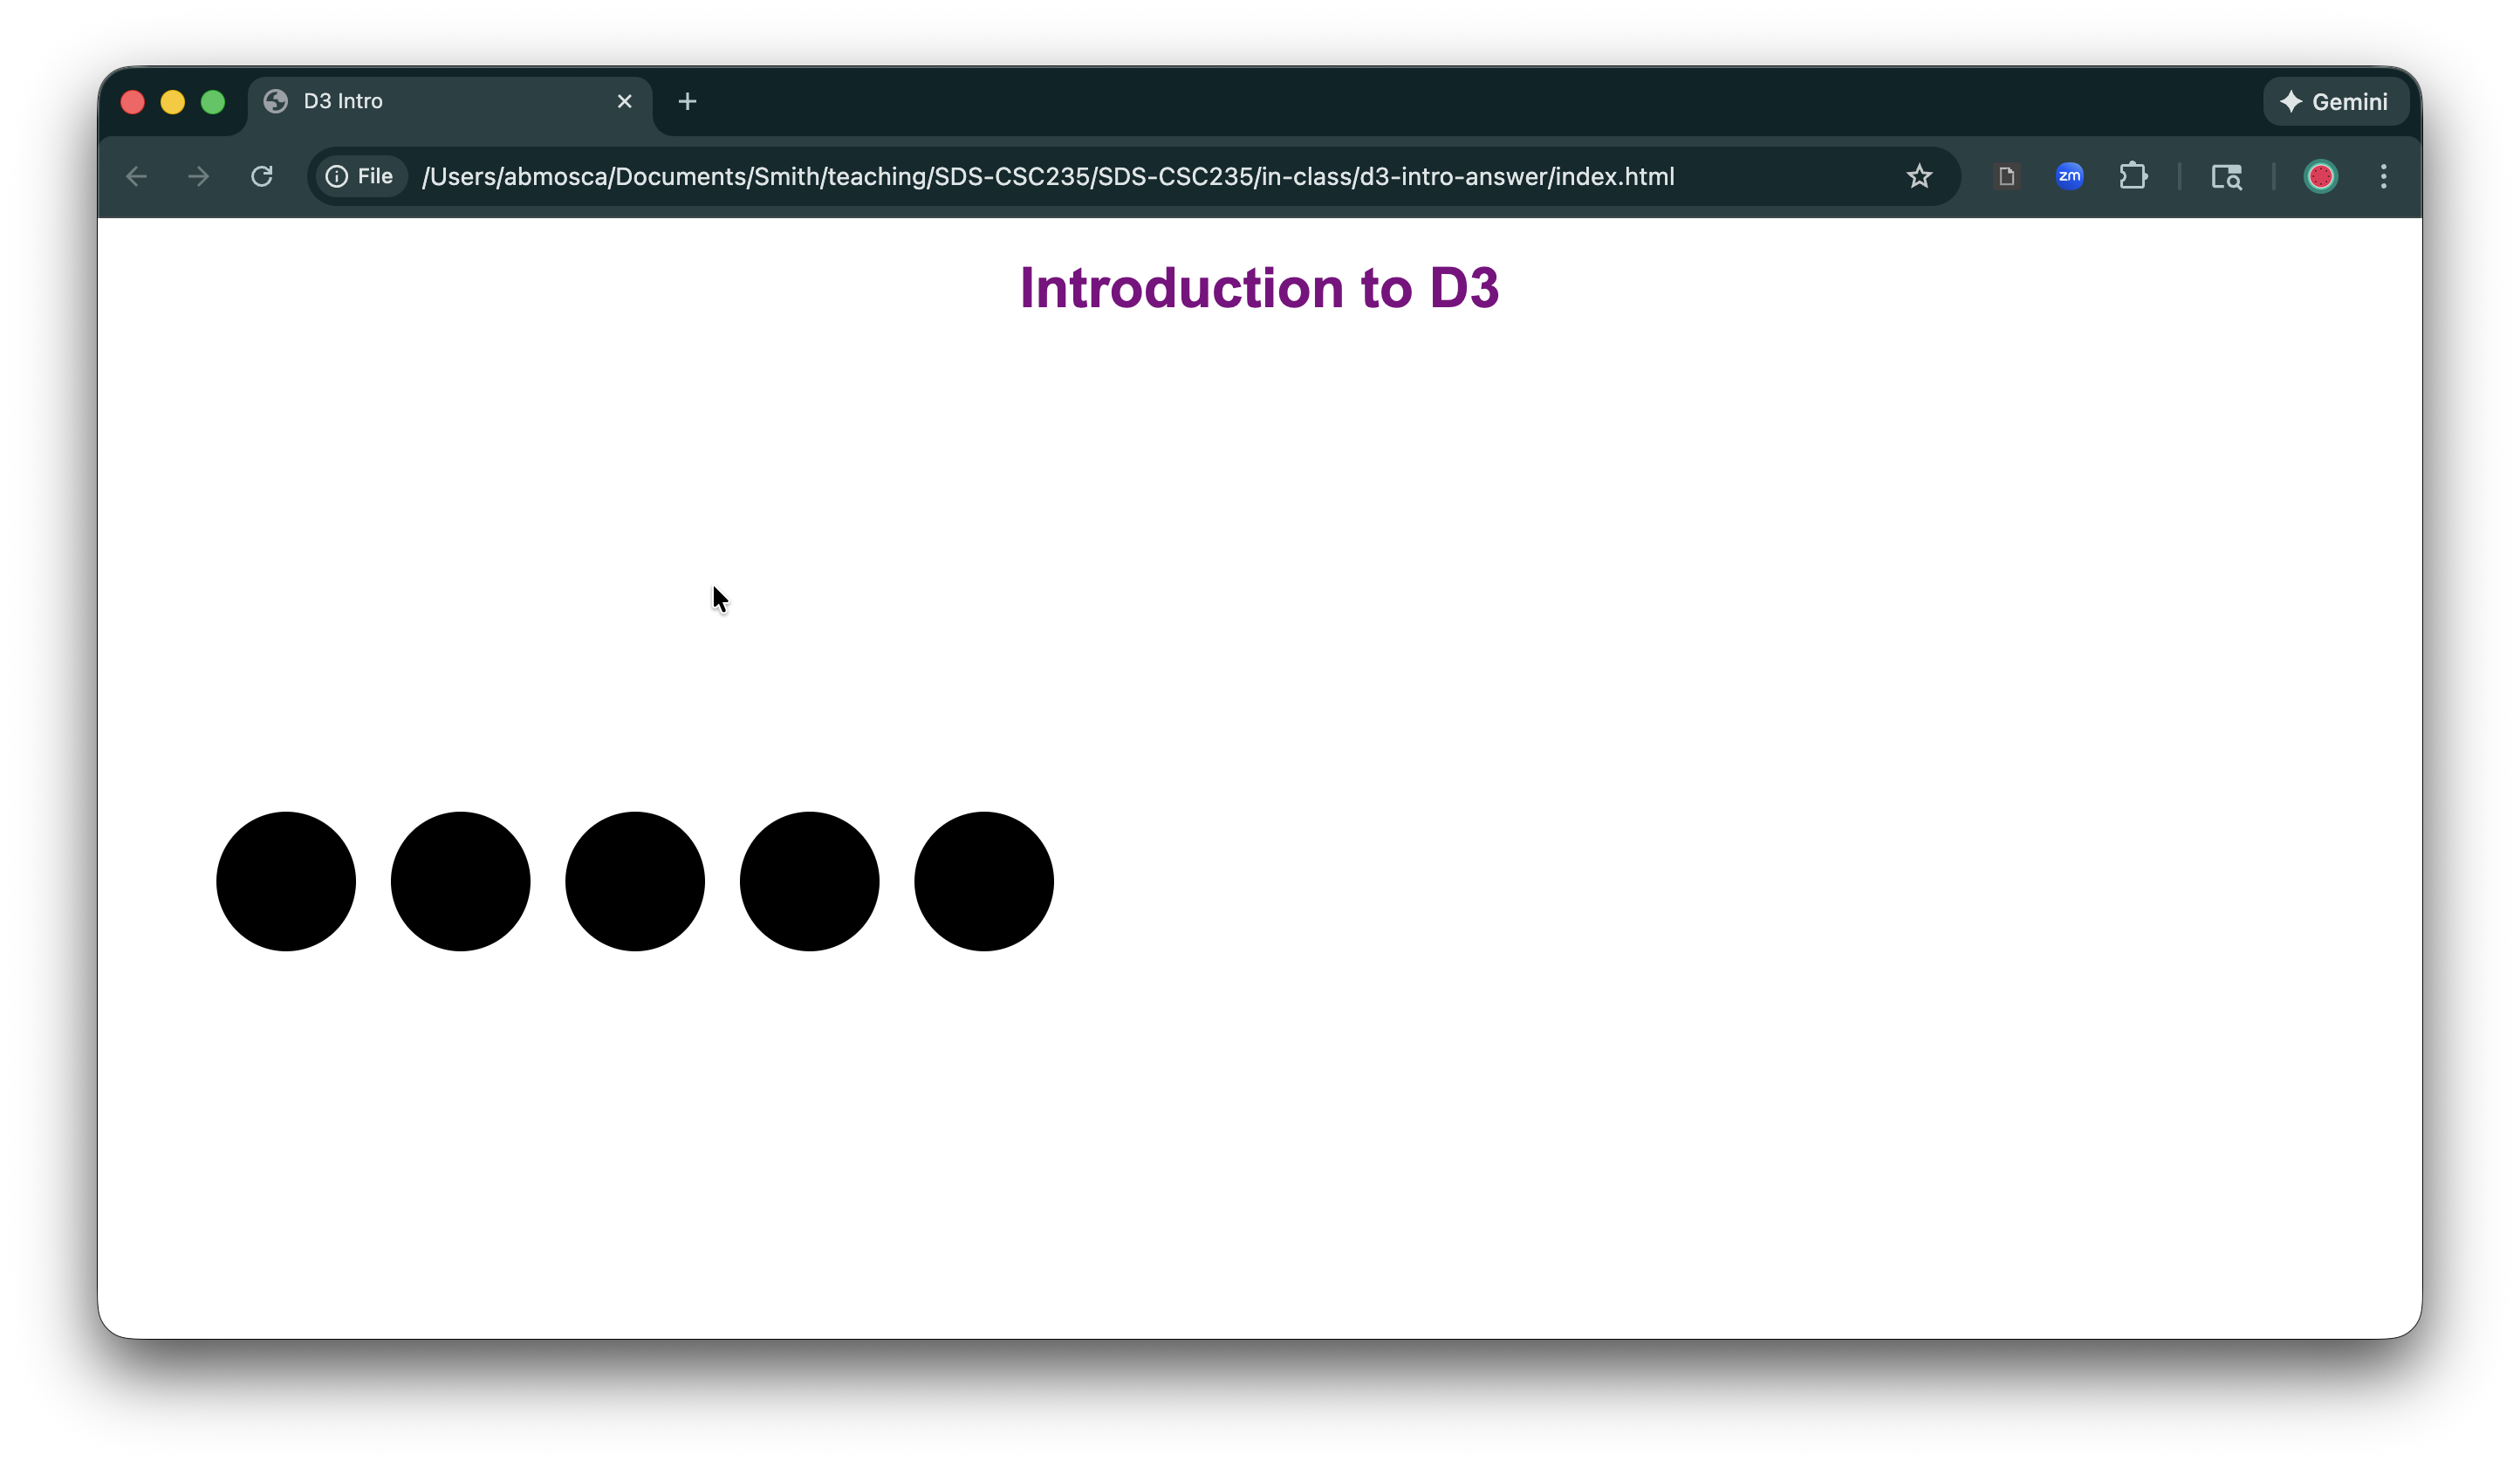 D3 Intro
Gemini
File
/Users/abmosca/Documents/Smith/teaching/SDS-CSC235/SDS-CSC235/in-class/d3-intro-answer/index.html
zm
Introduction to D3